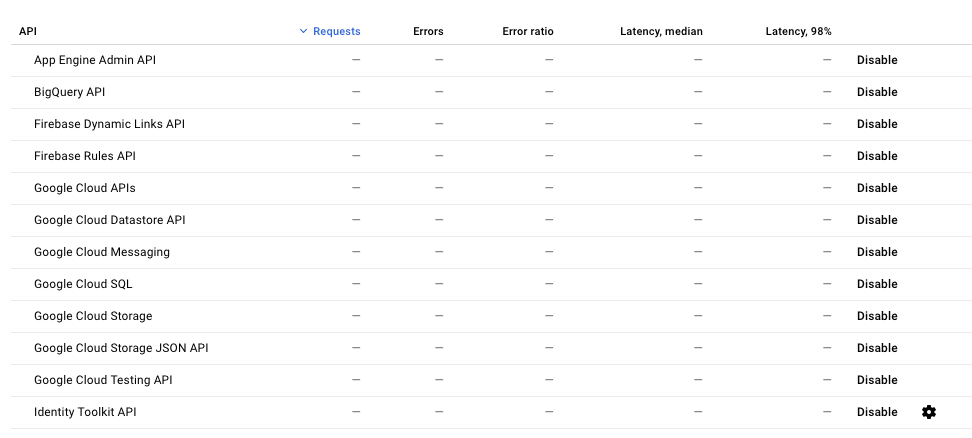 API Requests Errors Error ratio Latency, median Latency, 98%
App Engine Admin API — — — — — Disable
BigQuery API — — — — — Disable
Firebase Dynamic Links API — — — — — Disable
Firebase Rules API — — — — — Disable
Google Cloud APIs — — — — — Disable
Google Cloud Datastore API — — — — — Disable
Google Cloud Messaging — — — — — Disable
Google Cloud SQL — — — — — Disable
Google Cloud Storage — — — — — Disable
Google Cloud Storage JSON API — — — — — Disable
Google Cloud Testing API — — — — — Disable
Identity Toolkit API — — — — — Disable